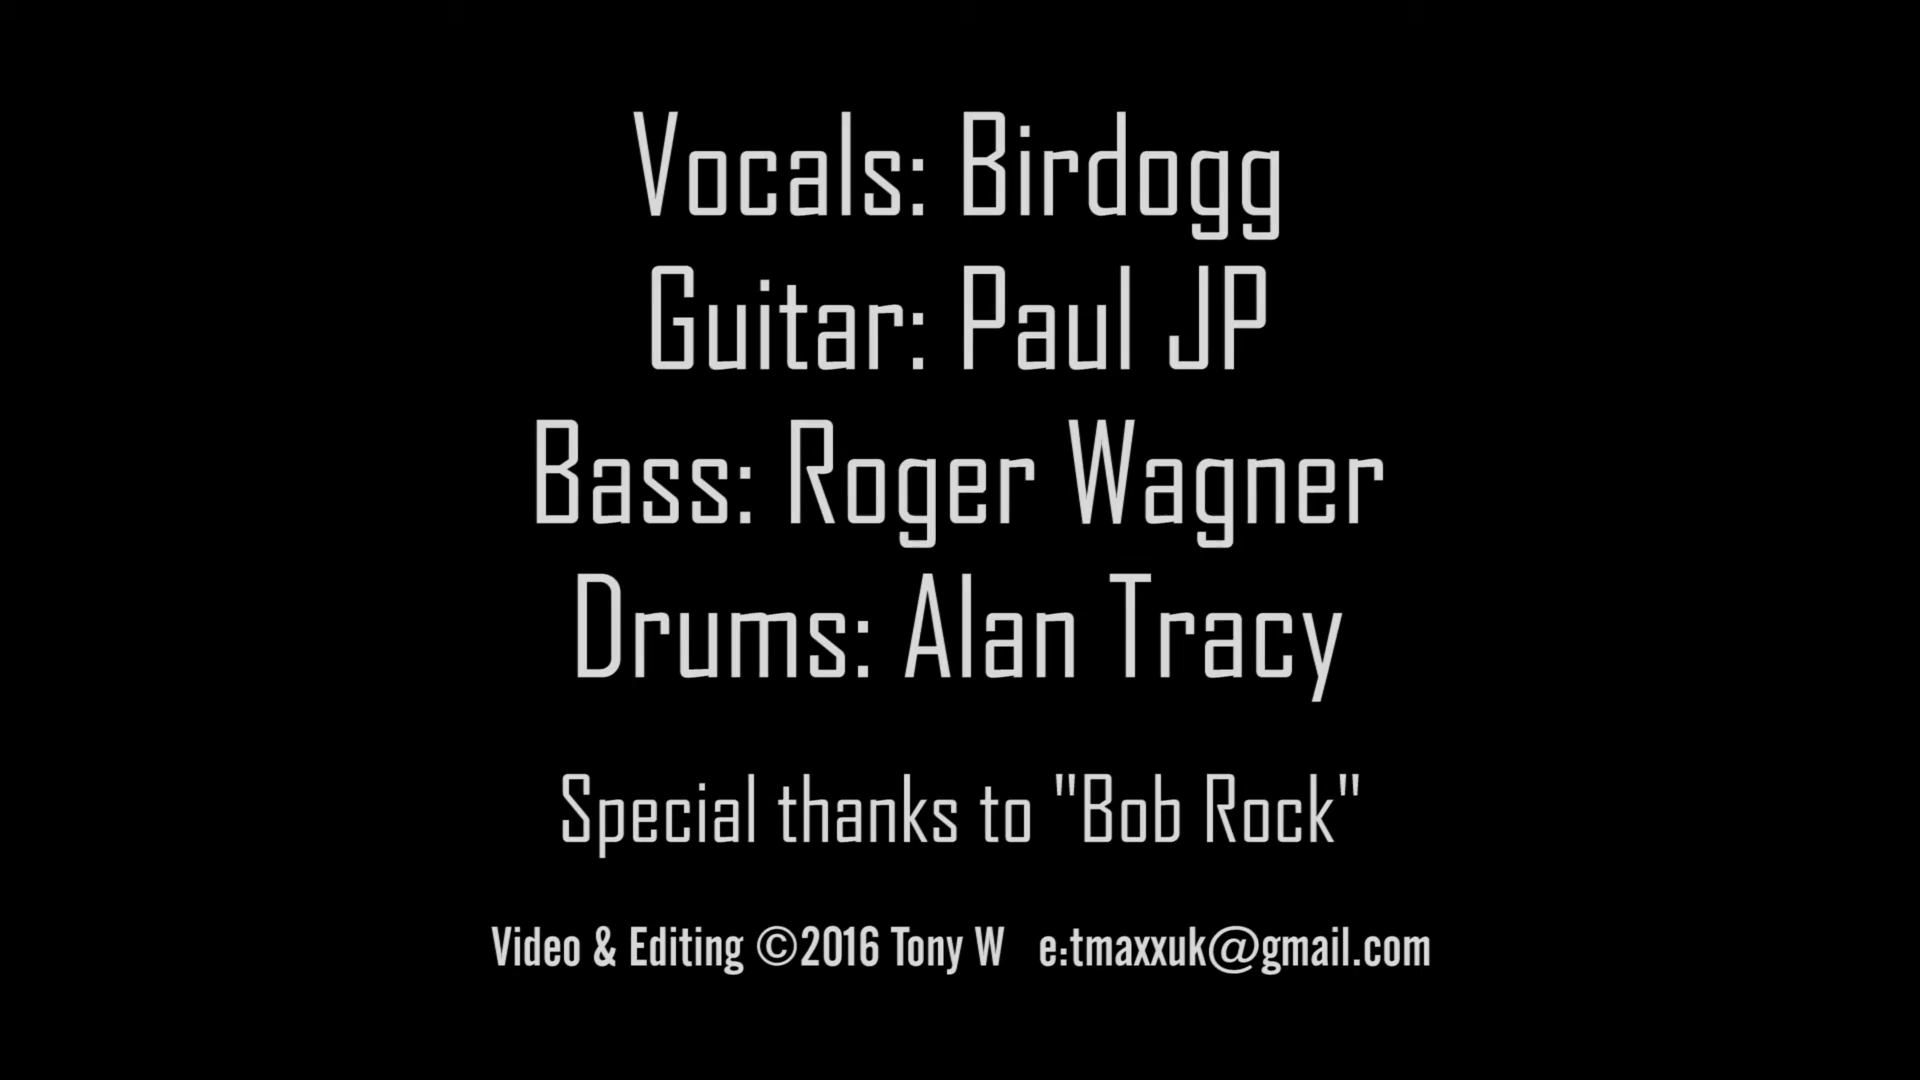 Vocals: Birdogg
Guitar: Paul JP
Bass: Roger Wagner
Drums: Alan Tracy
Special thanks to "Bob Rock"
Video & Editing ©2016 Tony W   e:tmaxxuk@gmail.com